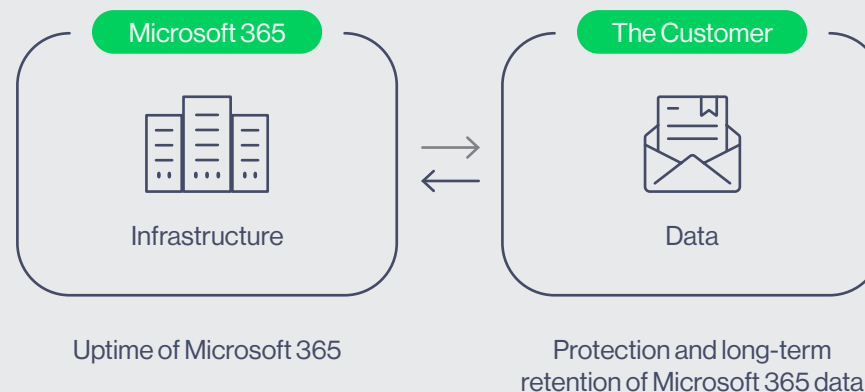 Microsoft 365
The Customer
Infrastructure
Data
Uptime of Microsoft 365
Protection and long-term
retention of Microsoft 365 data